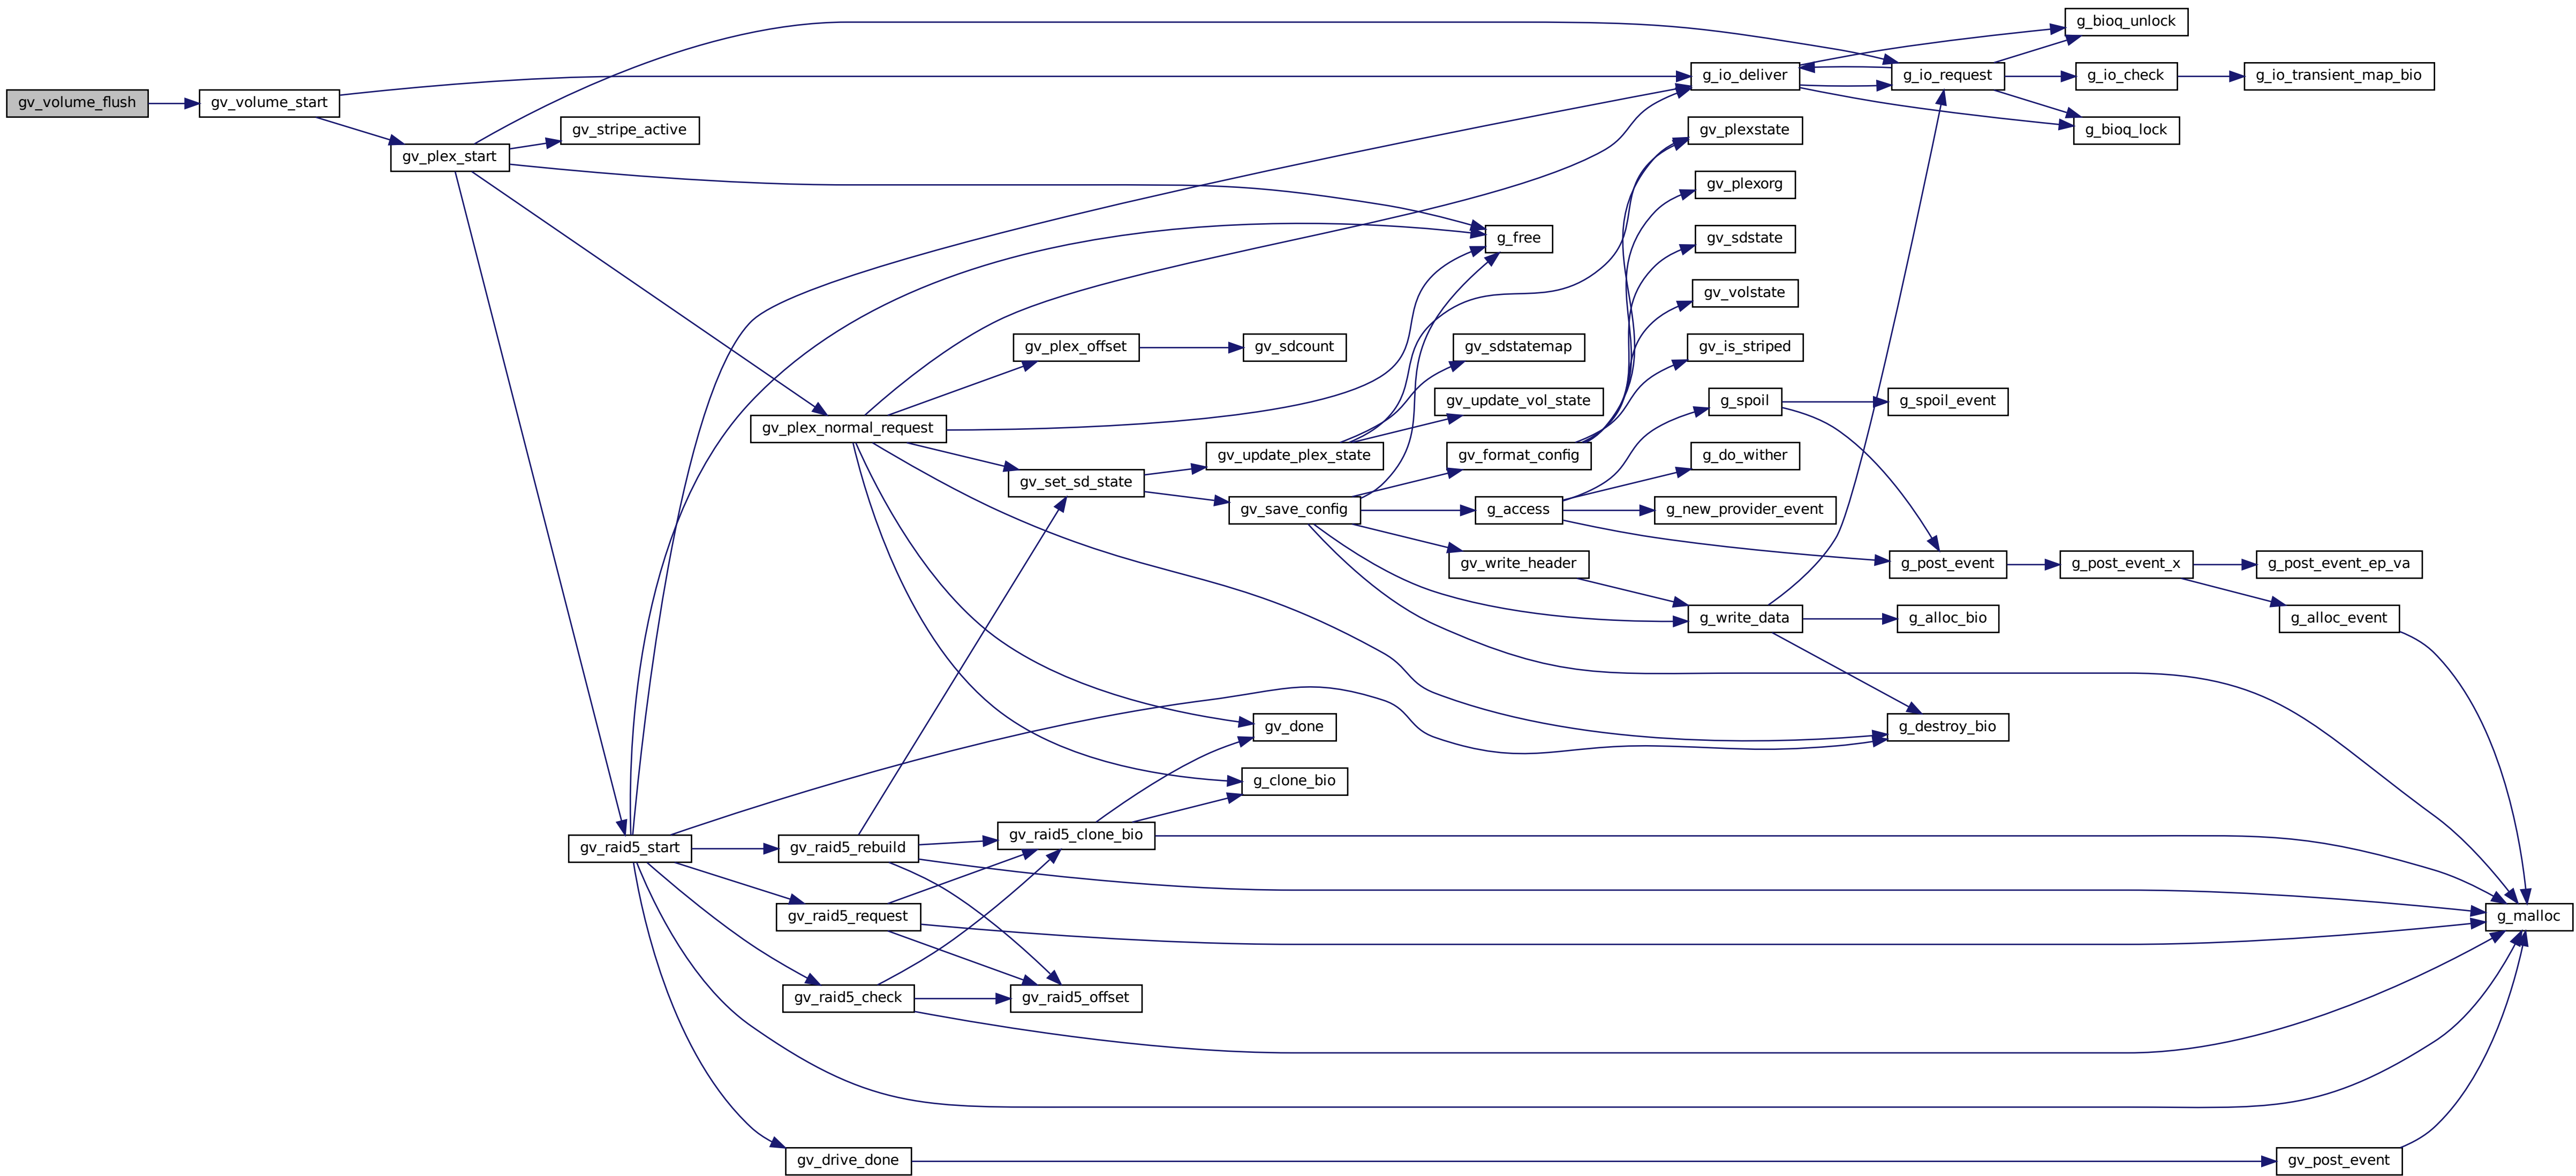 g_bioq_unlock
g_io_deliver
g_io_request
g_io_check
g_io_transient_map_bio
gv_volume_flush
gv_volume_start
gv_stripe_active
gv_plexstate
g_bioq_lock
gv_plex_start
gv_plexorg
g_free
gv_sdstate
gv_volstate
gv_plex_offset
gv_sdcount
gv_sdstatemap
gv_is_striped
gv_update_vol_state
g_spoil
g_spoil_event
gv_plex_normal_request
gv_update_plex_state
gv_format_config
g_do_wither
gv_set_sd_state
gv_save_config
g_access
g_new_provider_event
gv_write_header
g_post_event
g_post_event_x
g_post_event_ep_va
g_write_data
g_alloc_bio
g_alloc_event
gv_done
g_destroy_bio
g_clone_bio
gv_raid5_clone_bio
gv_raid5_start
gv_raid5_rebuild
gv_raid5_request
g_malloc
gv_raid5_check
gv_raid5_offset
gv_drive_done
gv_post_event